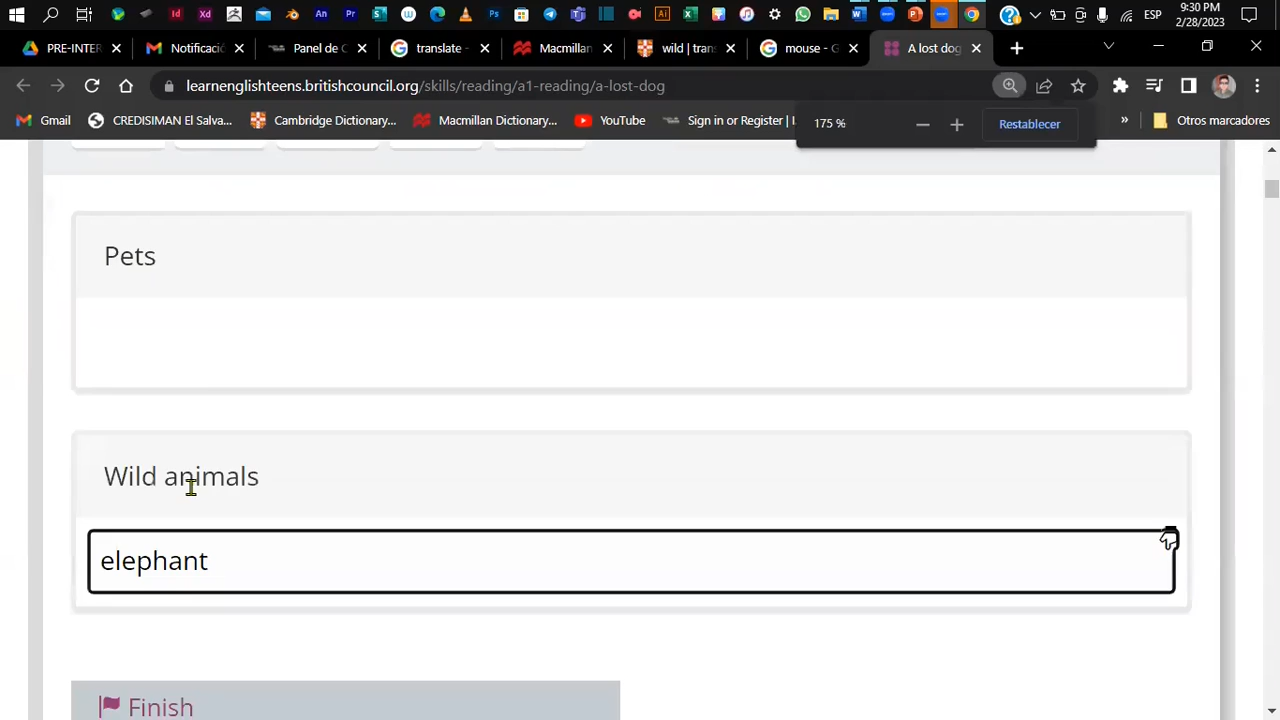 9:30 PM
ESP
2/28/2023
PRE-INTER
Notificació
Panel de C
translate -
Macmillan
wild | trans
mouse - G
A lost dog
learnenglishteens.britishcouncil.org/skills/reading/a1-reading/a-lost-dog
Gmail
CREDISIMAN El Salva...
Cambridge Dictionary...
Macmillan Dictionary,...
YouTube
Sign in or Register | I
»
Otros marcadores
175 %
Restablecer
Pets
Wild animals
elephant
Finish